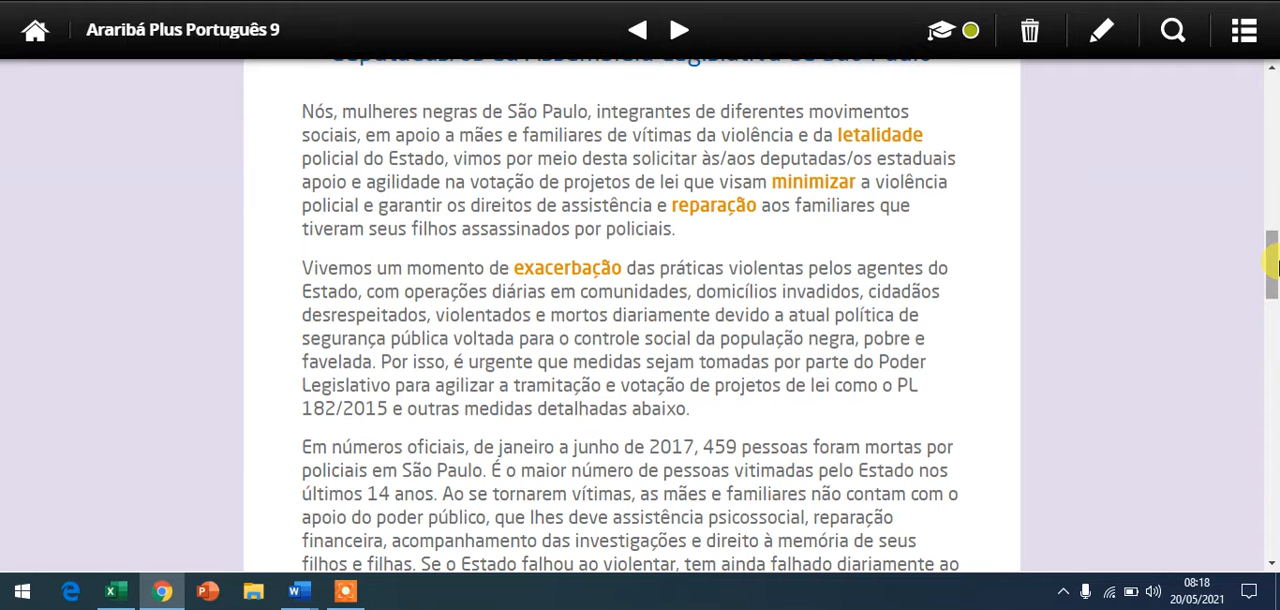 Araribá Plus Português 9
deputadas/os da Assembleia Legislativa de São Paulo
Nós, mulheres negras de São Paulo, integrantes de diferentes movimentos
sociais, em apoio a mães e familiares de vítimas da violência e da letalidade
policial do Estado, vimos por meio desta solicitar às/aos deputadas/os estaduais
apoio e agilidade na votação de projetos de lei que visam minimizar a violência
policial e garantir os direitos de assistência e reparação aos familiares que
tiveram seus filhos assassinados por policiais.
Vivemos um momento de exacerbação das práticas violentas pelos agentes do
Estado, com operações diárias em comunidades, domicílios invadidos, cidadãos
desrespeitados, violentados e mortos diariamente devido a atual política de
segurança pública voltada para o controle social da população negra, pobre e
favelada. Por isso, é urgente que medidas sejam tomadas por parte do Poder
Legislativo para agilizar a tramitação e votação de projetos de lei como o PL
182/2015 e outras medidas detalhadas abaixo.
Em números oficiais, de janeiro a junho de 2017, 459 pessoas foram mortas por
policiais em São Paulo. É o maior número de pessoas vitimadas pelo Estado nos
últimos 14 anos. Ao se tornarem vítimas, as mães e familiares não contam com o
apoio do poder público, que lhes deve assistência psicossocial, reparação
financeira, acompanhamento das investigações e direito à memória de seus
filhos e filhas. Se o Estado falhou ao violentar, tem ainda falhado diariamente ao
08:18
20/05/2021